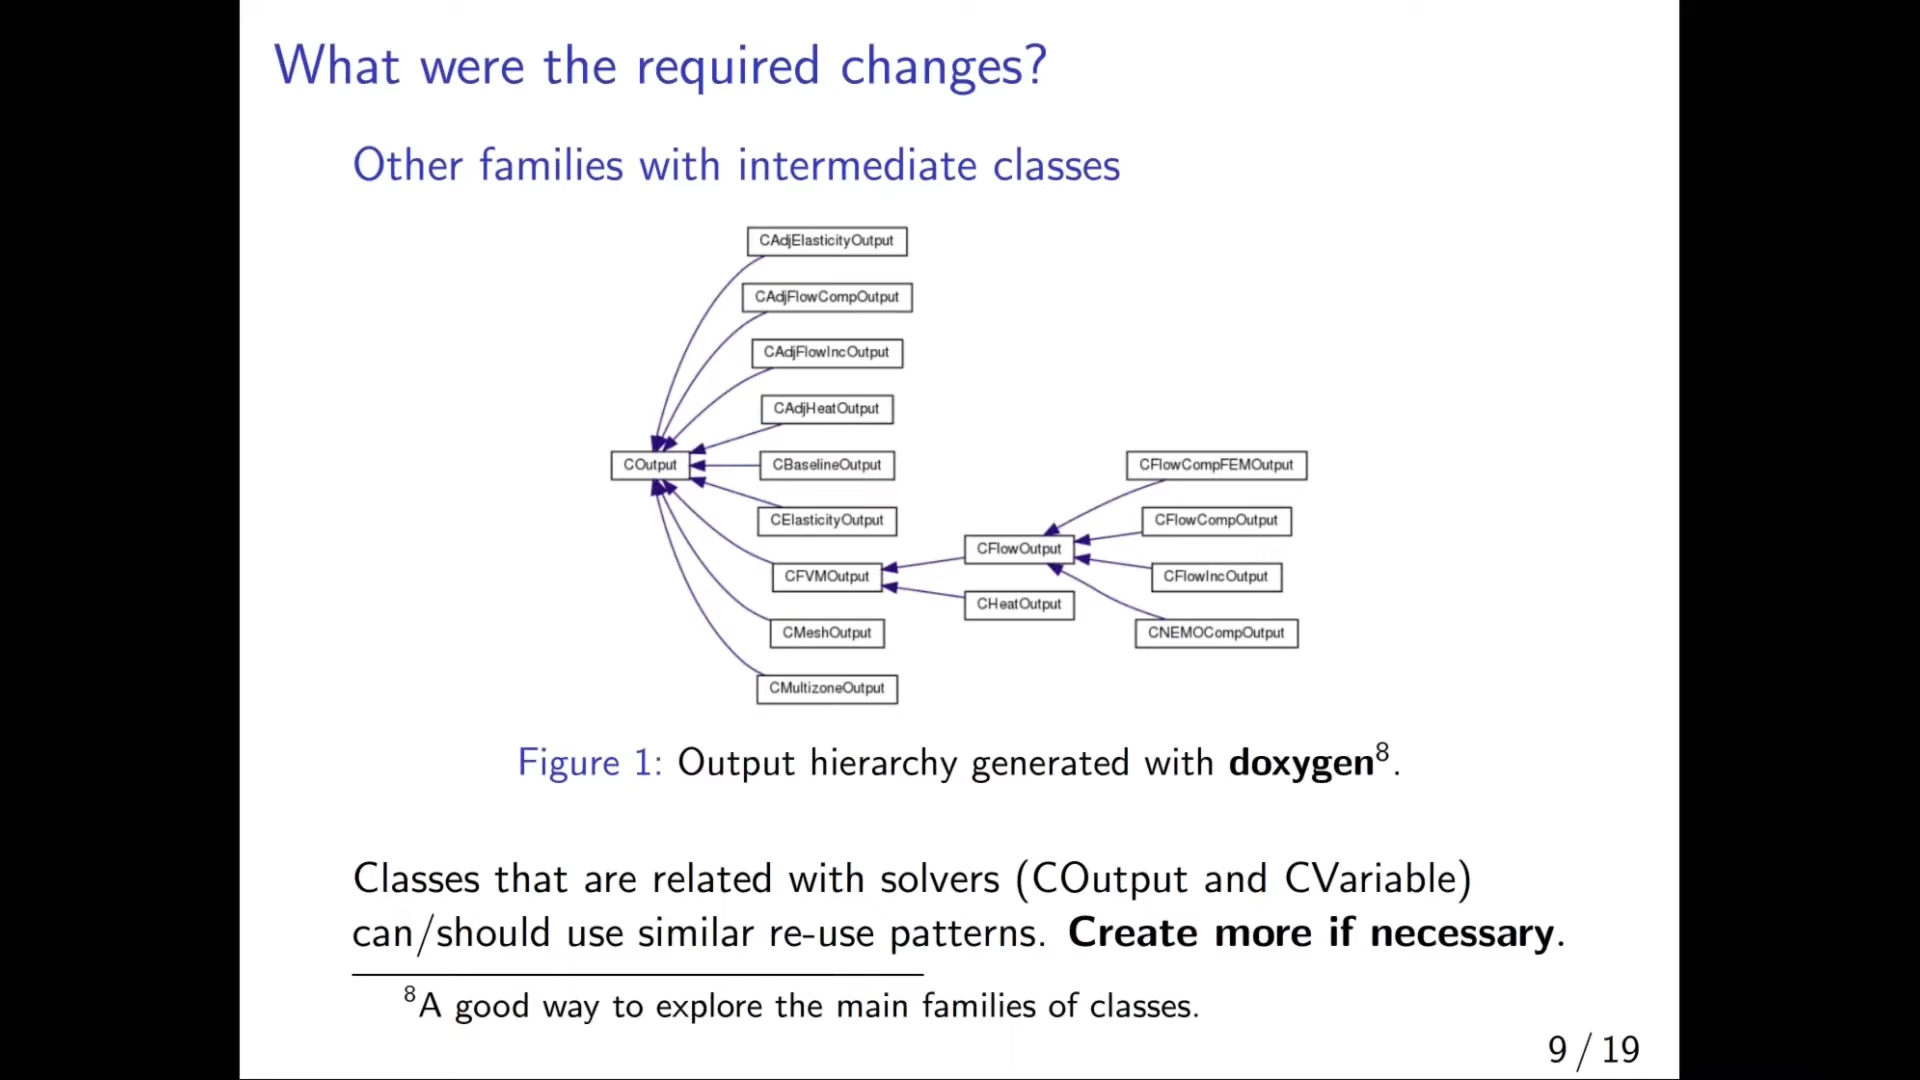 What were the required changes?
Other families with intermediate classes
CAdjElasticityOutput
CAdjFlowCompOutput
CAdjFlowIncOutput
CAdjHeatOutput
COutput
CBaselineOutput
CFlowCompFEMOutput
CElasticityOutput
CFlowCompOutput
CFlowOutput
CFVMOutput
CFlowIncOutput
CHeatOutput
CMeshOutput
CNEMOCompOutput
CMultizoneOutput
Figure 1: Output hierarchy generated with doxygen⁸.
Classes that are related with solvers (COutput and CVariable)
can/should use similar re-use patterns. Create more if necessary.
⁸A good way to explore the main families of classes.
9 / 19